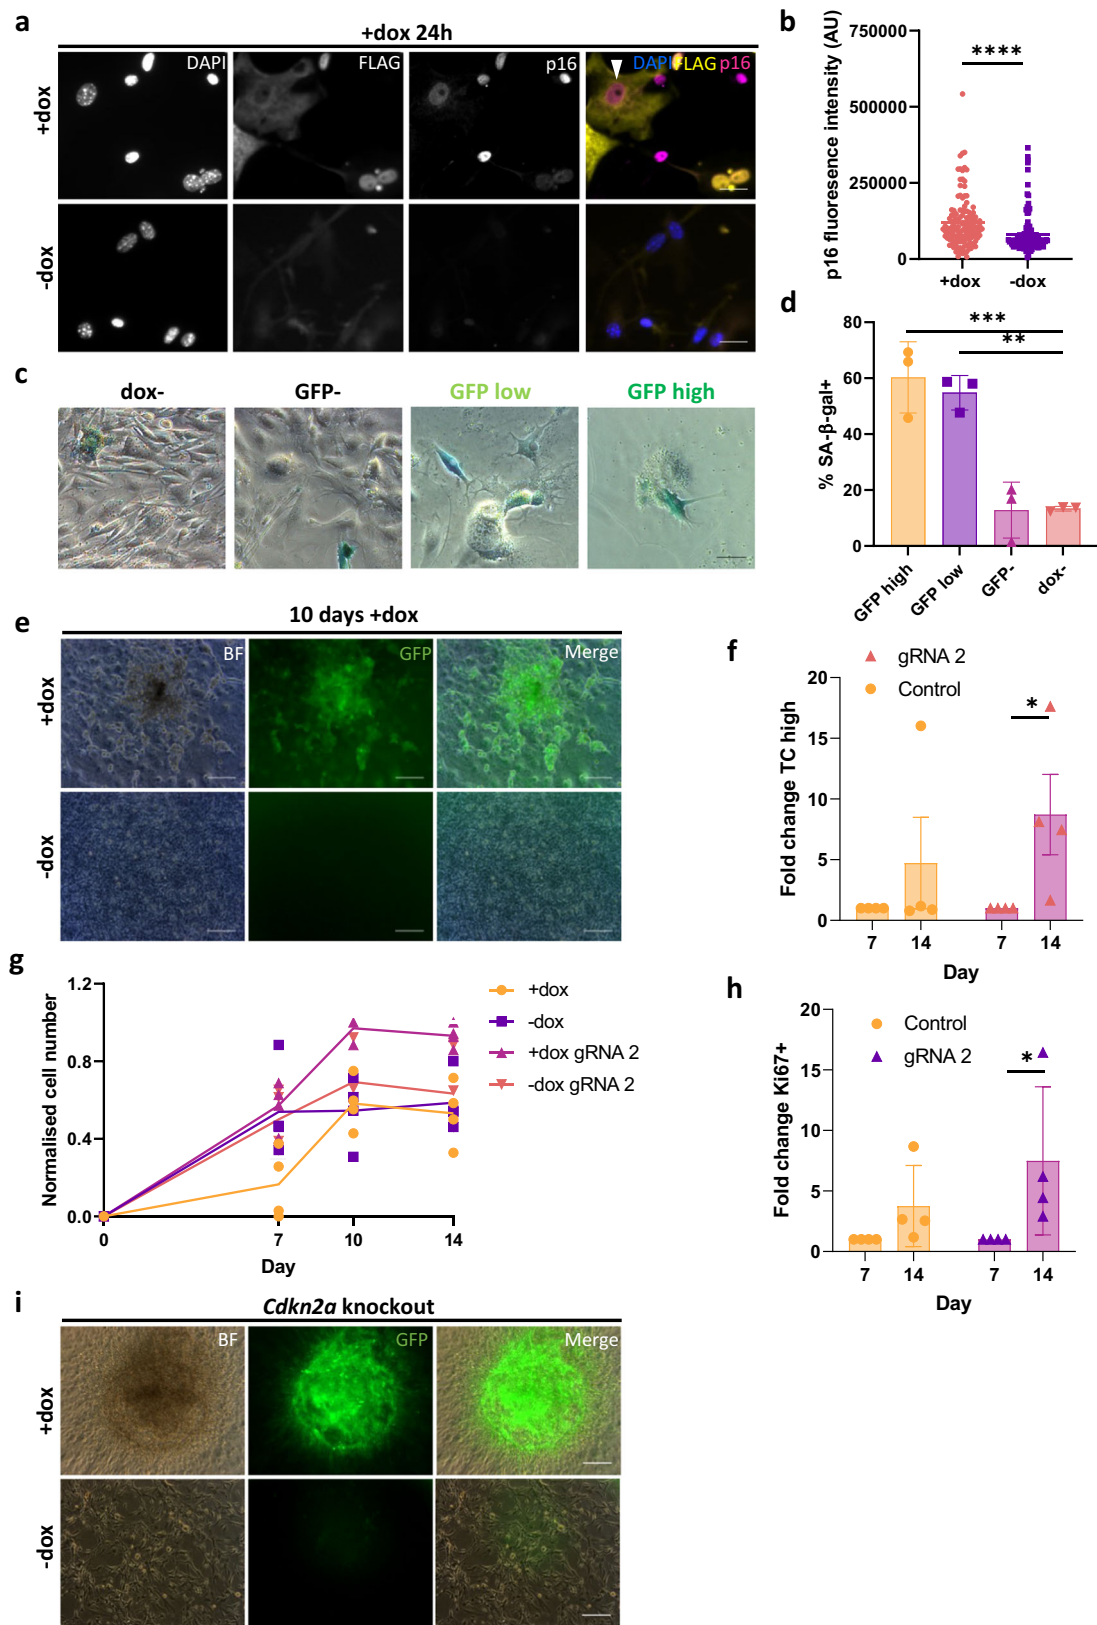 a
+dox 24h
DAPI
FLAG
p16
DAPI FLAG p16
+dox
-dox
b
p16 fluoresence intensity (AU)
750000
500000
250000
0
****
+dox
-dox
c
dox-
GFP-
GFP low
GFP high
d
% SA-β-gal+
80
60
40
20
0
***
**
GFP high
GFP low
GFP-
dox-
e
10 days +dox
BF
GFP
Merge
+dox
-dox
f
gRNA 2
Control
Fold change TC high
20
15
10
5
0
*
7
14
7
14
Day
g
Normalised cell number
1.2
0.8
0.4
0.0
0
7
10
14
Day
+dox
-dox
+dox gRNA 2
-dox gRNA 2
h
Control
gRNA 2
Fold change Ki67+
20
15
10
5
0
*
7
14
7
14
Day
i
Cdkn2a knockout
BF
GFP
Merge
+dox
-dox